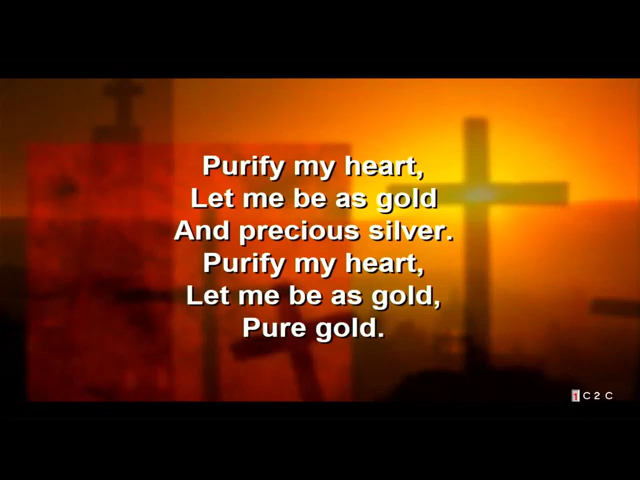 Purify my heart,
Let me be as gold
And precious silver.
Purify my heart,
Let me be as gold,
Pure gold.
1 C 2 C